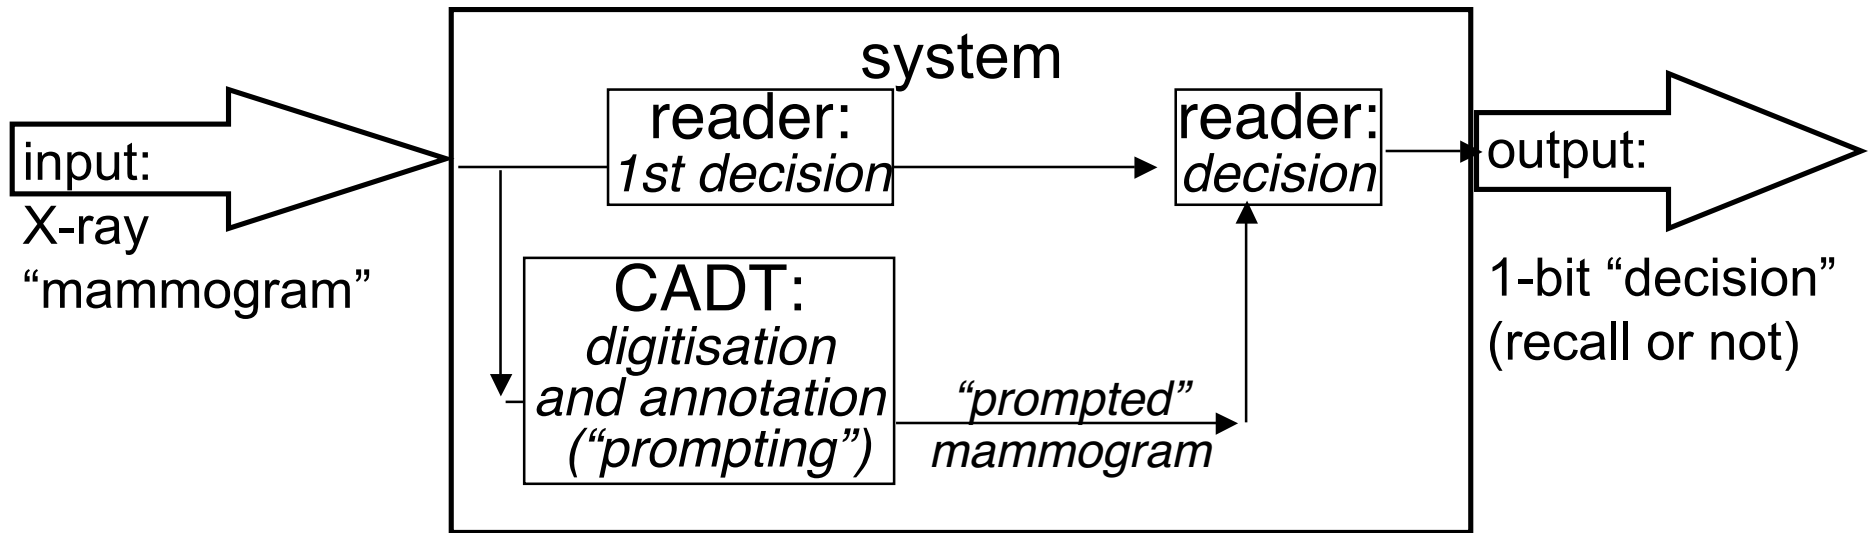 system
input:
X-ray
“mammogram”
reader:
1st decision
reader:
decision
CADT:
digitisation
and annotation
(“prompting”)
“prompted”
mammogram
output:
1-bit “decision”
(recall or not)